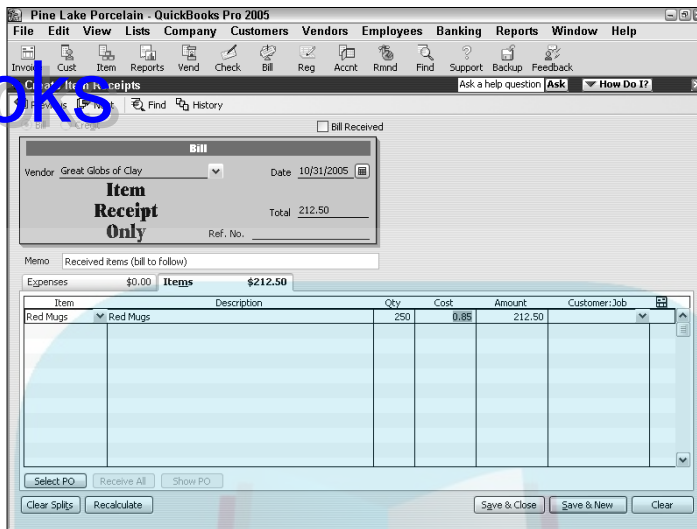 Pine Lake Porcelain - QuickBooks Pro 2005
File Edit View Lists Company Customers Vendors Employees Banking Reports Window Help
Invoice Cust Item Reports Vend Check Bill Reg Accnt Rmnd Find Support Backup Feedback
oks
Create Item Receipts Ask a help question Ask How Do I?
Previous Next Find History
Bill Credit Bill Received
Bill
Vendor Great Globs of Clay Date 10/31/2005
Item
Receipt Total 212.50
Only Ref. No.
Memo Received items (bill to follow)
Expenses $0.00 Items $212.50
Item Description Qty Cost Amount Customer:Job
Red Mugs Red Mugs 250 0.85 212.50
Select PO Receive All Show PO
Clear Splits Recalculate Save & Close Save & New Clear